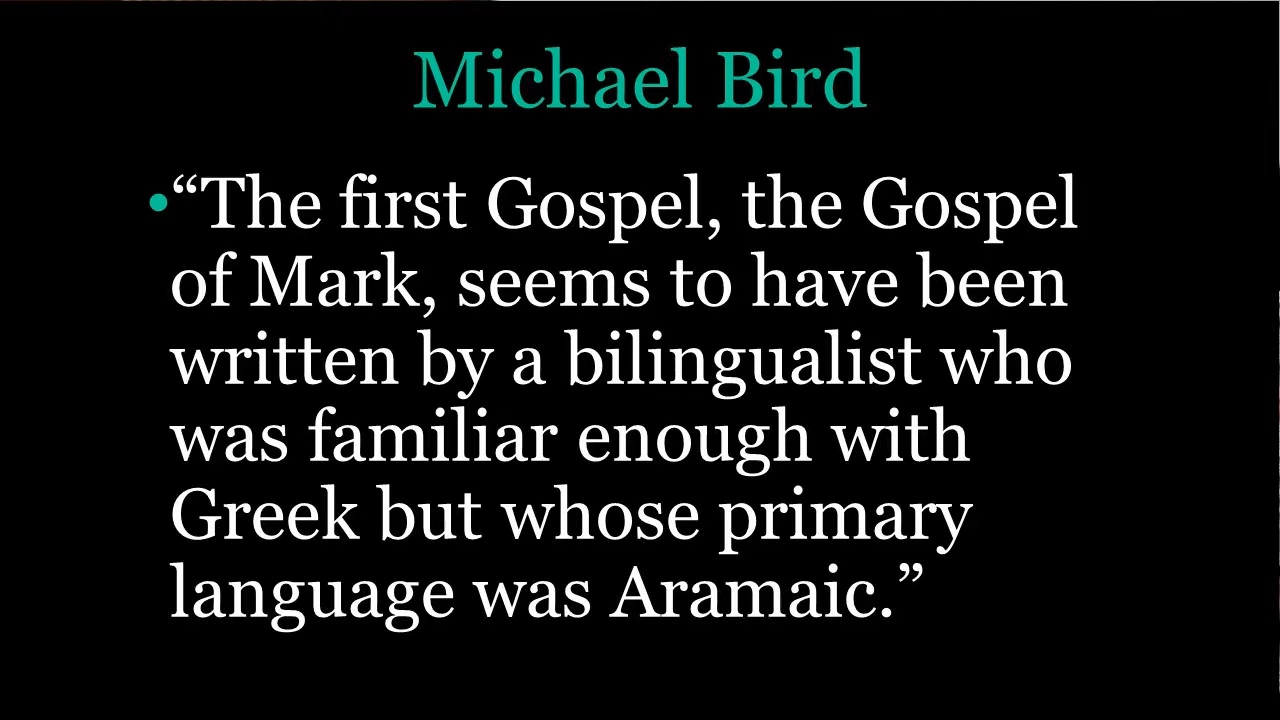 Michael Bird
•“The first Gospel, the Gospel
of Mark, seems to have been
written by a bilingualist who
was familiar enough with
Greek but whose primary
language was Aramaic.”